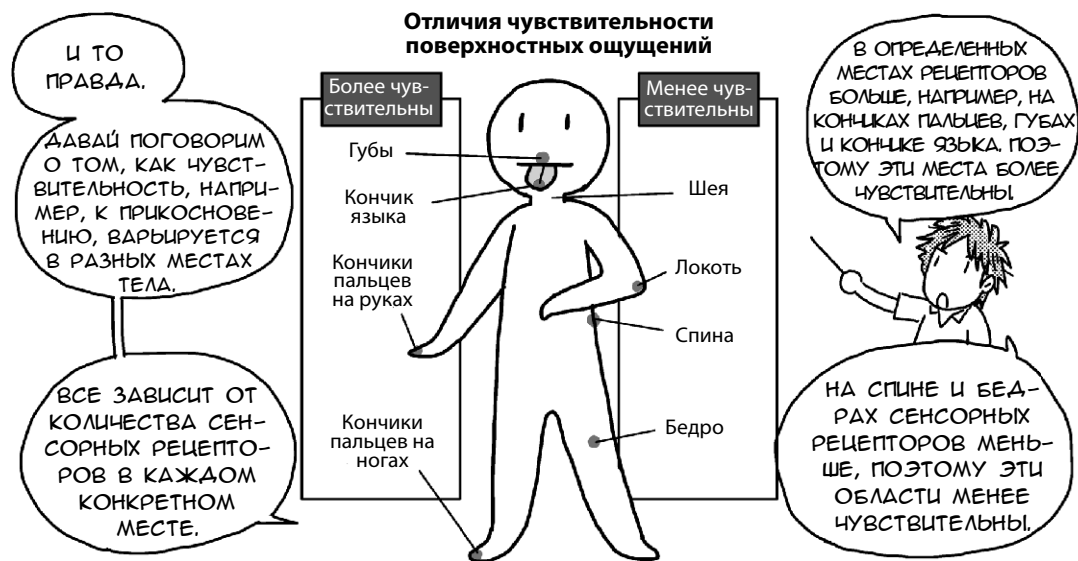 Отличия чувствительности
поверхностных ощущений
И ТО
ПРАВДА.
ДАВАЙ ПОГОВОРИМ
О ТОМ, КАК ЧУВСТ-
ВИТЕЛЬНОСТЬ, НАПРИ-
МЕР, К ПРИКОСНОВЕ-
НИЮ, ВАРЬИРУЕТСЯ
В РАЗНЫХ МЕСТАХ
ТЕЛА.
ВСЕ ЗАВИСИТ ОТ
КОЛИЧЕСТВА СЕН-
СОРНЫХ РЕЦЕПТО-
РОВ В КАЖДОМ
КОНКРЕТНОМ
МЕСТЕ.
Более чув-
ствительны
Губы
Кончик
языка
Кончики
пальцев
на руках
Кончики
пальцев на
ногах
Менее чув-
ствительны
Шея
Локоть
Спина
Бедро
В ОПРЕДЕЛЕННЫХ
МЕСТАХ РЕЦЕПТОРОВ
БОЛЬШЕ, НАПРИМЕР, НА
КОНЧИКАХ ПАЛЬЦЕВ, ГУБАХ
И КОНЧИКЕ ЯЗЫКА. ПОЭ-
ТОМУ ЭТИ МЕСТА БОЛЕЕ
ЧУВСТВИТЕЛЬНЫ.
НА СПИНЕ И БЕД-
РАХ СЕНСОРНЫХ
РЕЦЕПТОРОВ МЕНЬ-
ШЕ, ПОЭТОМУ ЭТИ
ОБЛАСТИ МЕНЕЕ
ЧУВСТВИТЕЛЬНЫ.